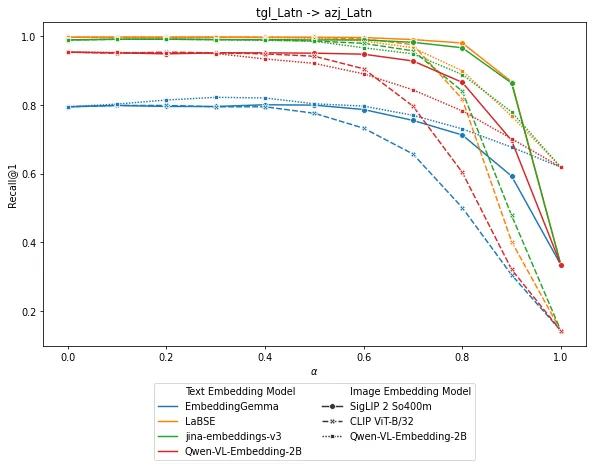 tgl_Latn -> azj_Latn
Recall@1
1.0
0.8
0.6
0.4
0.2
0.0 0.2 0.4 0.6 0.8 1.0
α
Text Embedding Model
EmbeddingGemma
LaBSE
jina-embeddings-v3
Qwen-VL-Embedding-2B
Image Embedding Model
SigLIP 2 So400m
CLIP ViT-B/32
Qwen-VL-Embedding-2B